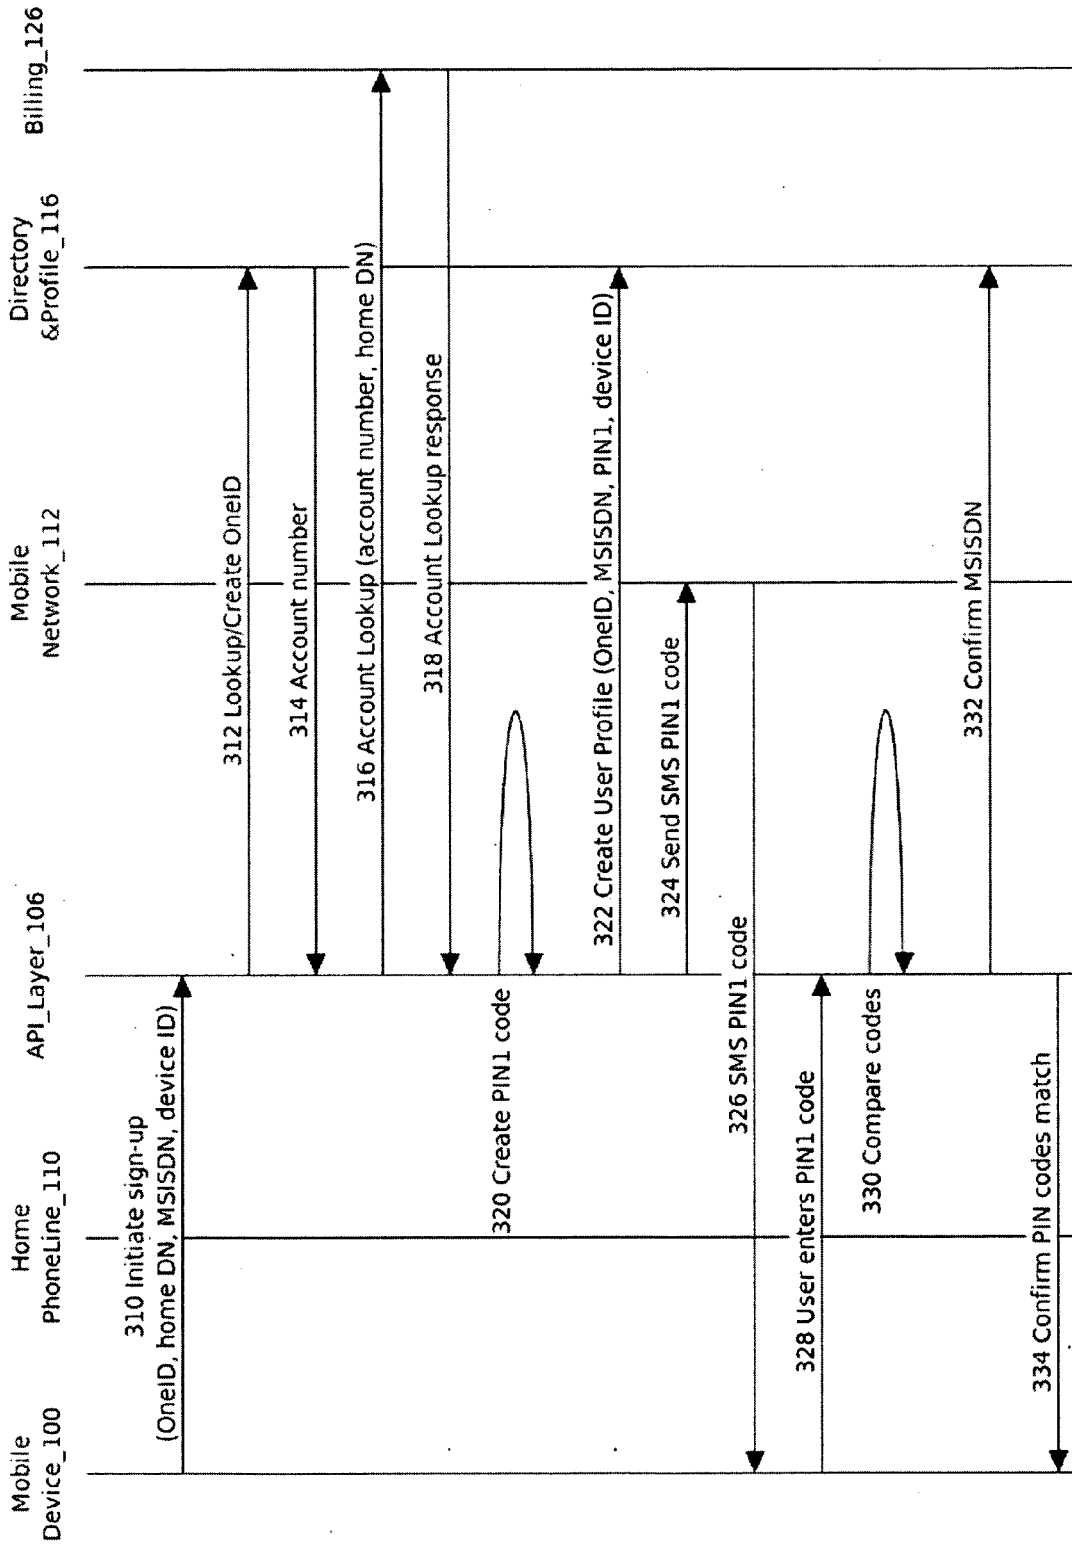 Mobile
Device_100
Home
PhoneLine_110
API_Layer_106
Mobile
Network_112
Directory
&Profile_116
Billing_126
310 Initiate sign-up
(OneID, home DN, MSISDN, device ID)
312 Lookup/Create OneID
314 Account number
316 Account Lookup (account number, home DN)
318 Account Lookup response
320 Create PIN1 code
322 Create User Profile (OneID, MSISDN, PIN1, device ID)
324 Send SMS PIN1 code
326 SMS PIN1 code
328 User enters PIN1 code
330 Compare codes
332 Confirm MSISDN
334 Confirm PIN codes match